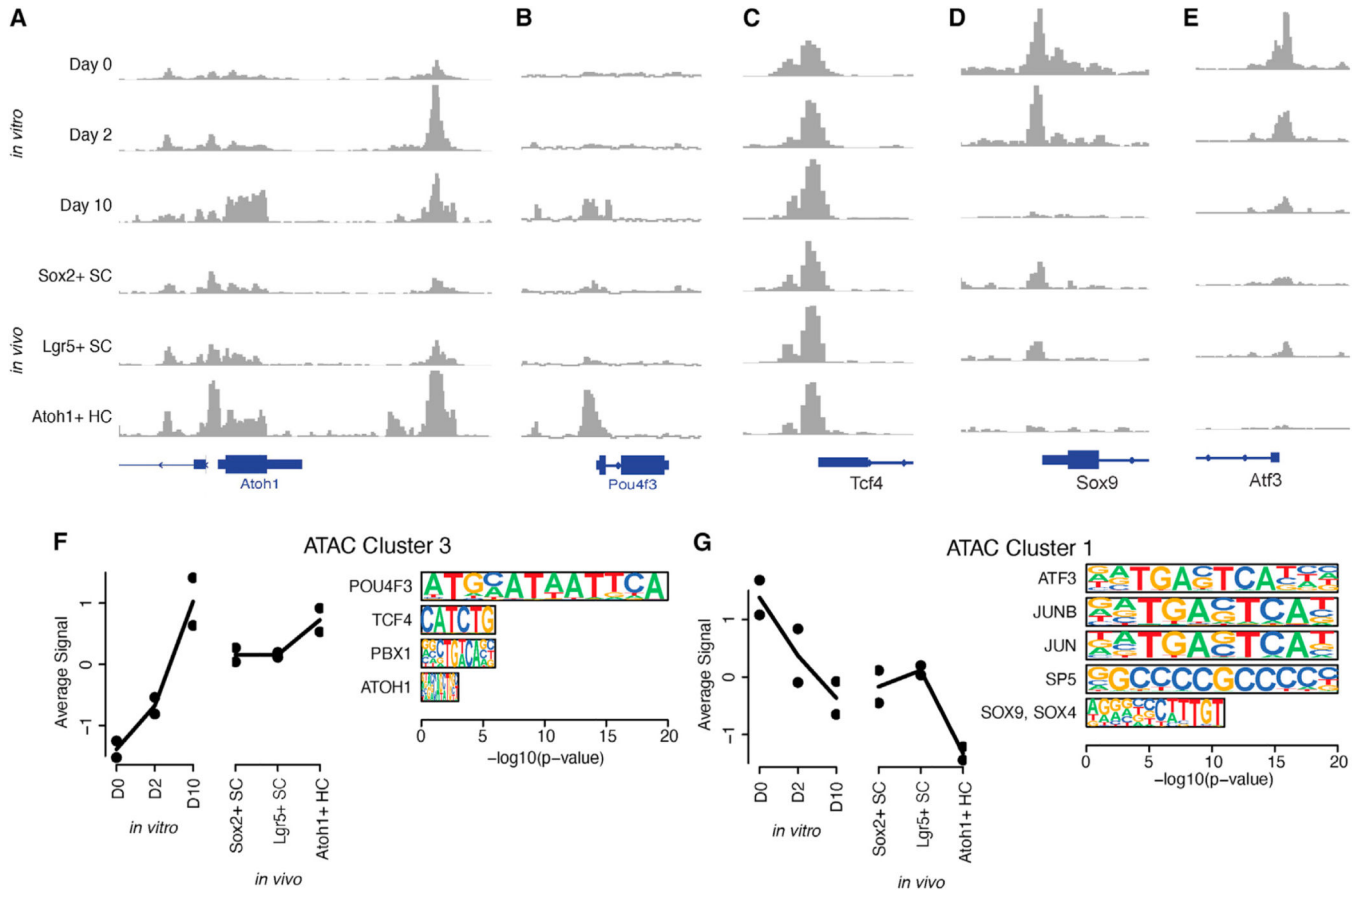 A
B
C
D
E
in vitro
Day 0
Day 2
Day 10
in vivo
Sox2+ SC
Lgr5+ SC
Atoh1+ HC
Atoh1
Pou4f3
Tcf4
Sox9
Atf3
F
ATAC Cluster 3
Average Signal
1
0
−1
D0
D2
D10
in vitro
Sox2+ SC
Lgr5+ SC
Atoh1+ HC
in vivo
POU4F3
TCF4
CATCTG
PBX1
ATOH1
0
5
10
15
20
−log10(p-value)
G
ATAC Cluster 1
Average Signal
1
0
−1
D0
D2
D10
in vitro
Sox2+ SC
Lgr5+ SC
Atoh1+ HC
in vivo
ATF3
JUNB
JUN
SP5
SOX9, SOX4
0
5
10
15
20
−log10(p-value)